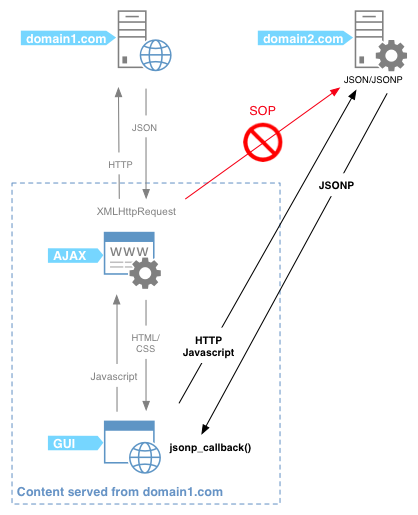 domain1.com
domain2.com
JSON/JSONP
SOP
JSON
HTTP
JSONP
XMLHttpRequest
WWW
AJAX
HTML/
CSS
HTTP
Javascript
Javascript
GUI
jsonp_callback()
Content served from domain1.com